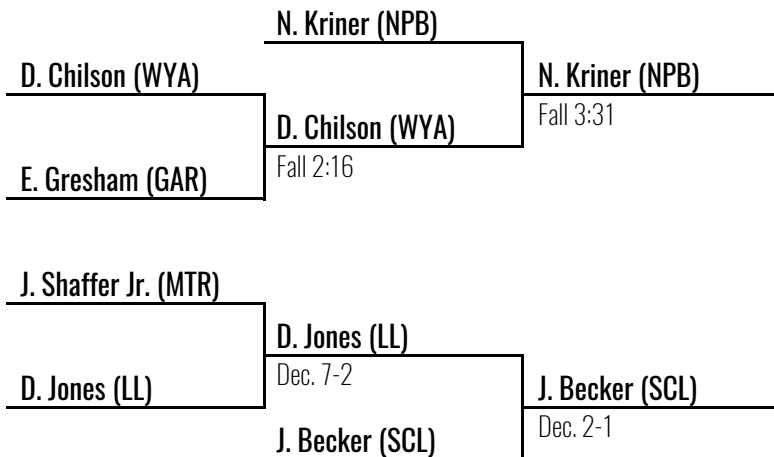 N. Kriner (NPB)
D. Chilson (WYA)
N. Kriner (NPB)
Fall 3:31
D. Chilson (WYA)
Fall 2:16
E. Gresham (GAR)
J. Shaffer Jr. (MTR)
D. Jones (LL)
Dec. 7-2
D. Jones (LL)
J. Becker (SCL)
Dec. 2-1
J. Becker (SCL)